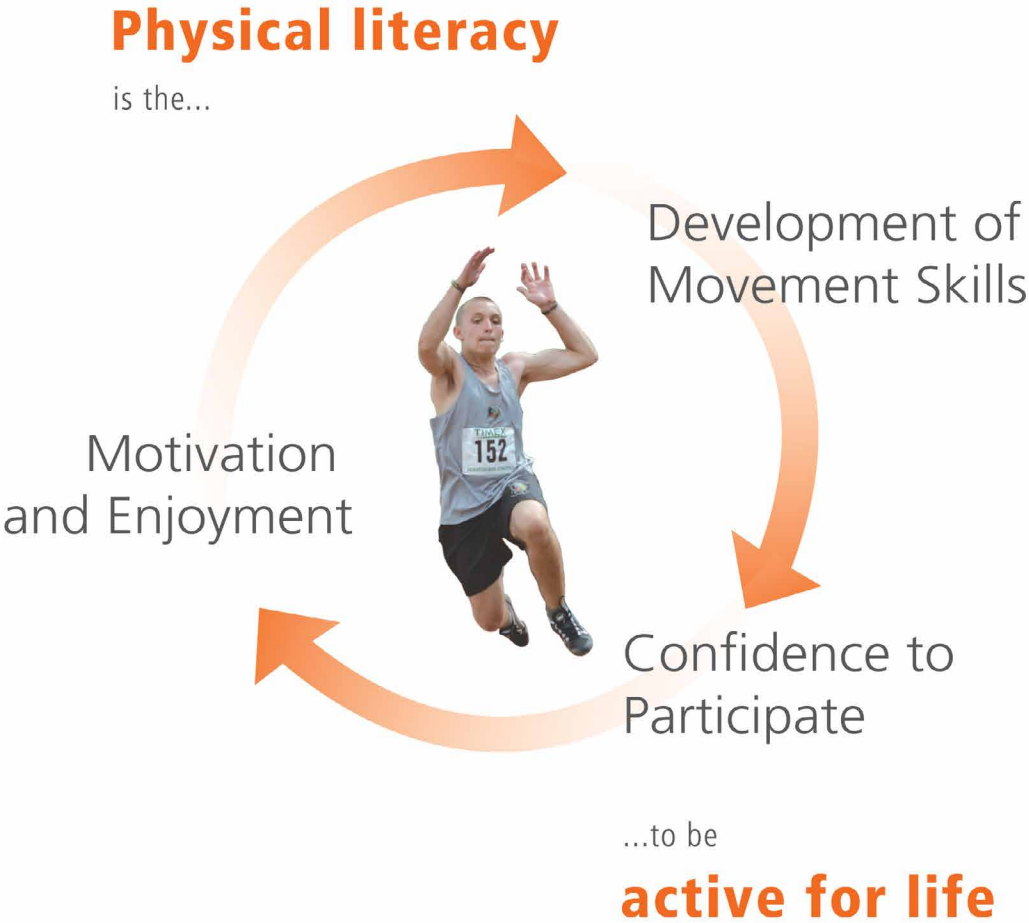 Physical literacy
is the...
Development of
Movement Skills
Motivation
and Enjoyment
TIMEX
152
Confidence to
Participate
...to be
active for life